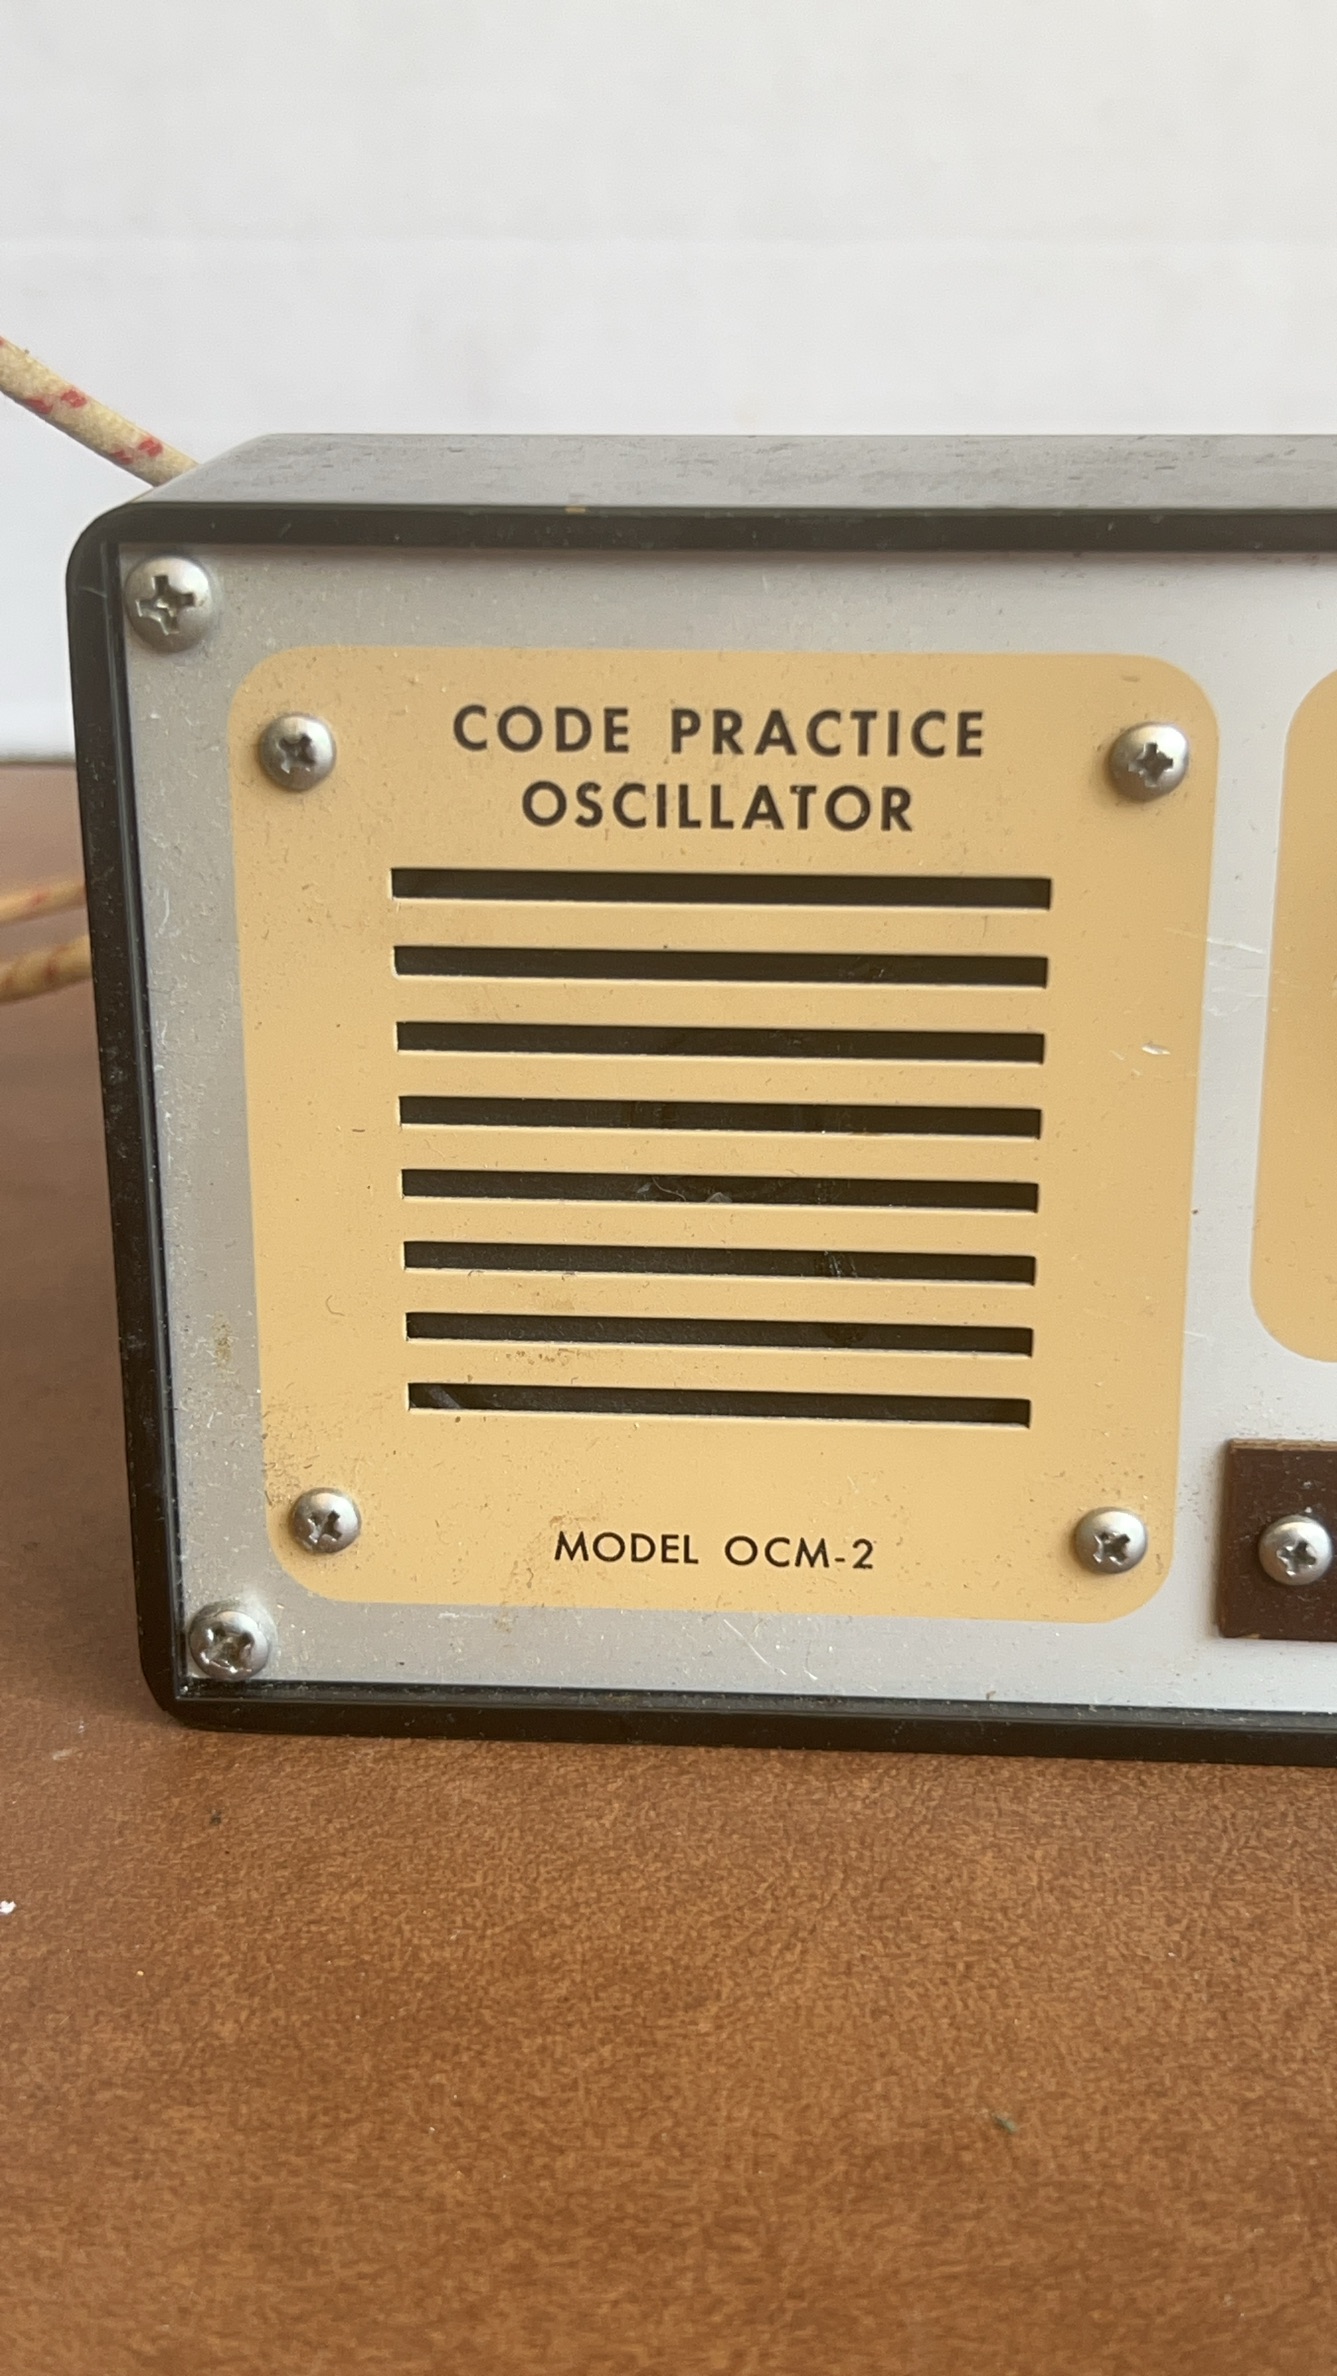 CODE PRACTICE
OSCILLATOR
MODEL OCM-2